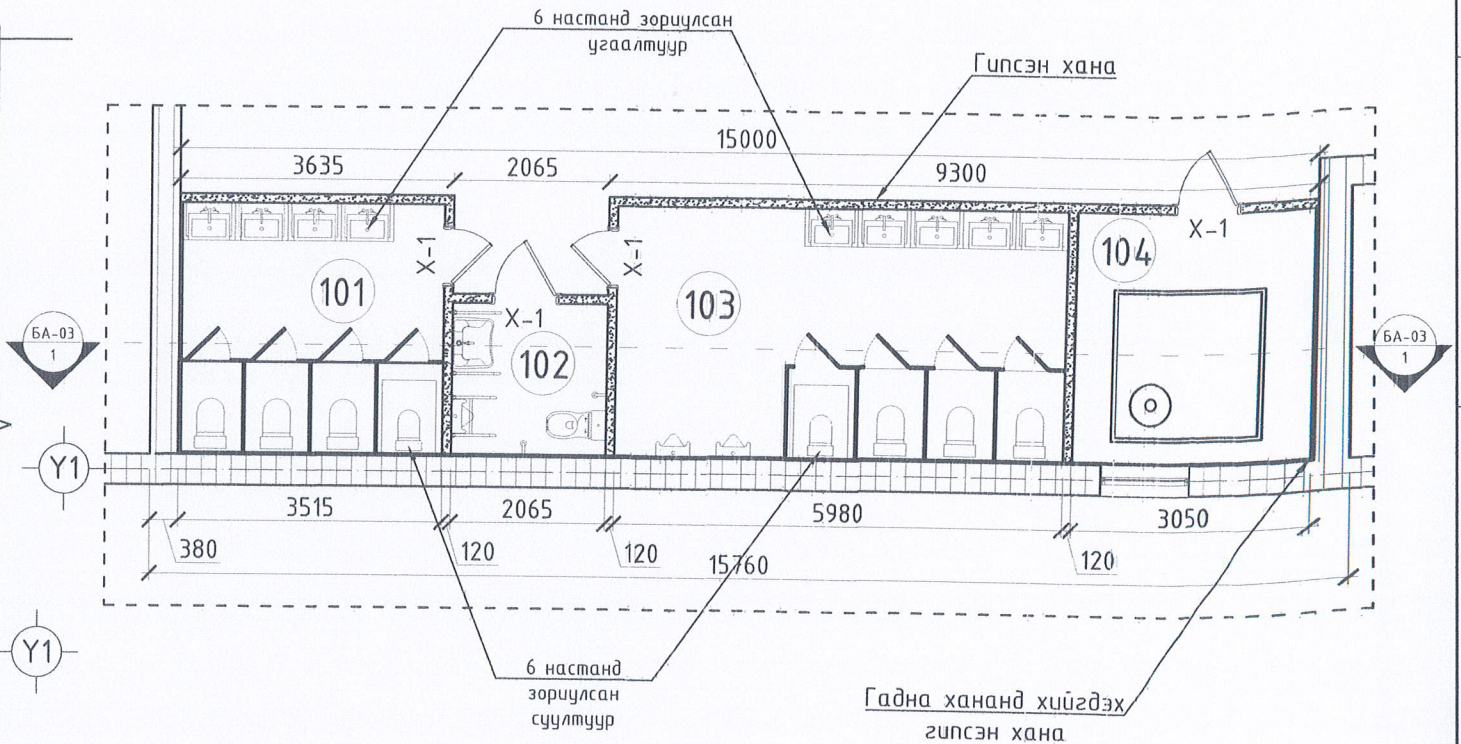 6 настанд зориулсан
угаалтуур
Гипсэн хана
15000
3635
2065
9300
X-1
X-1
X-1
X-1
101
102
103
104
БА-03
1
БА-03
1
Y1
3515
2065
5980
3050
380
120
120
120
15760
Y1
6 настанд
зориулсан
суултуур
Гадна хананд хийгдэх
гипсэн хана